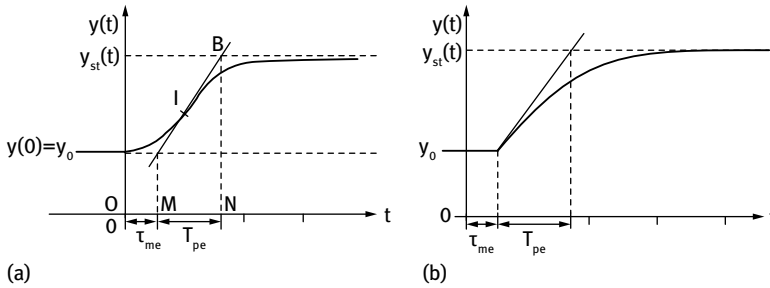 y(t)
y_st(t)
B
I
y(0)=y_0
O
M
N
t
0
τ_me
T_pe
(a)
y(t)
y_st(t)
y_0
0
τ_me
T_pe
(b)